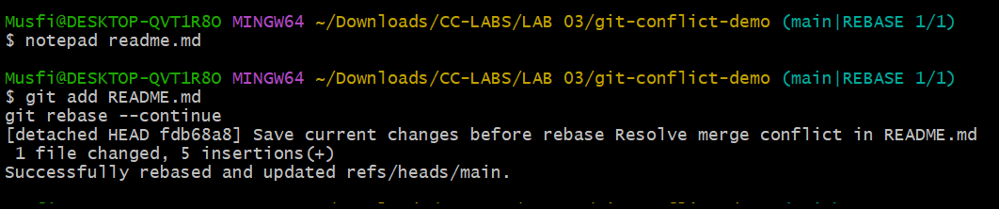 Musfi@DESKTOP-QVT1R8O MINGW64 ~/Downloads/CC-LABS/LAB 03/git-conflict-demo (main|REBASE 1/1)
$ notepad readme.md
Musfi@DESKTOP-QVT1R8O MINGW64 ~/Downloads/CC-LABS/LAB 03/git-conflict-demo (main|REBASE 1/1)
$ git add README.md
git rebase --continue
[detached HEAD fdb68a8] Save current changes before rebase Resolve merge conflict in README.md
 1 file changed, 5 insertions(+)
Successfully rebased and updated refs/heads/main.